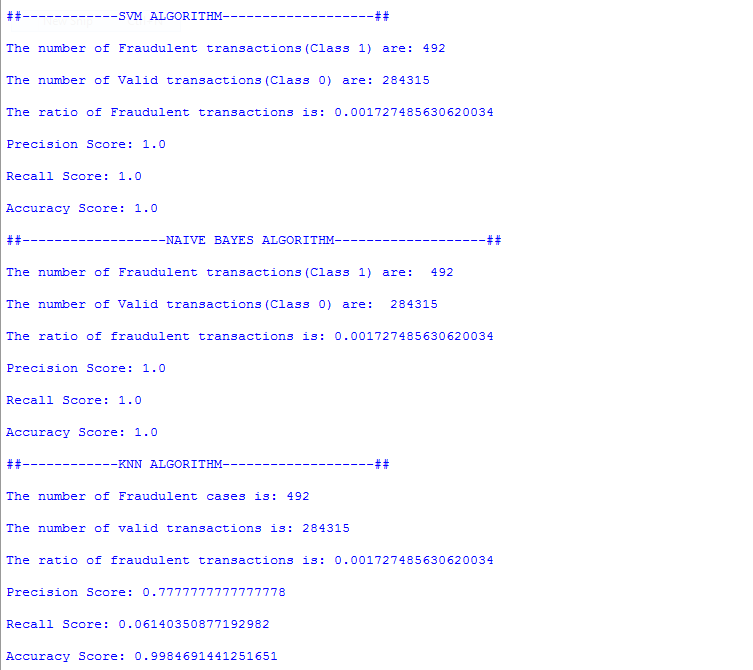 ##------------SVM ALGORITHM-------------------##
The number of Fraudulent transactions(Class 1) are: 492
The number of Valid transactions(Class 0) are: 284315
The ratio of Fraudulent transactions is: 0.001727485630620034
Precision Score: 1.0
Recall Score: 1.0
Accuracy Score: 1.0
##------------------NAIVE BAYES ALGORITHM-------------------##
The number of Fraudulent transactions(Class 1) are:  492
The number of Valid transactions(Class 0) are:  284315
The ratio of fraudulent transactions is: 0.001727485630620034
Precision Score: 1.0
Recall Score: 1.0
Accuracy Score: 1.0
##------------KNN ALGORITHM-------------------##
The number of Fraudulent cases is: 492
The number of valid transactions is: 284315
The ratio of fraudulent transactions is: 0.001727485630620034
Precision Score: 0.7777777777777778
Recall Score: 0.06140350877192982
Accuracy Score: 0.9984691441251651